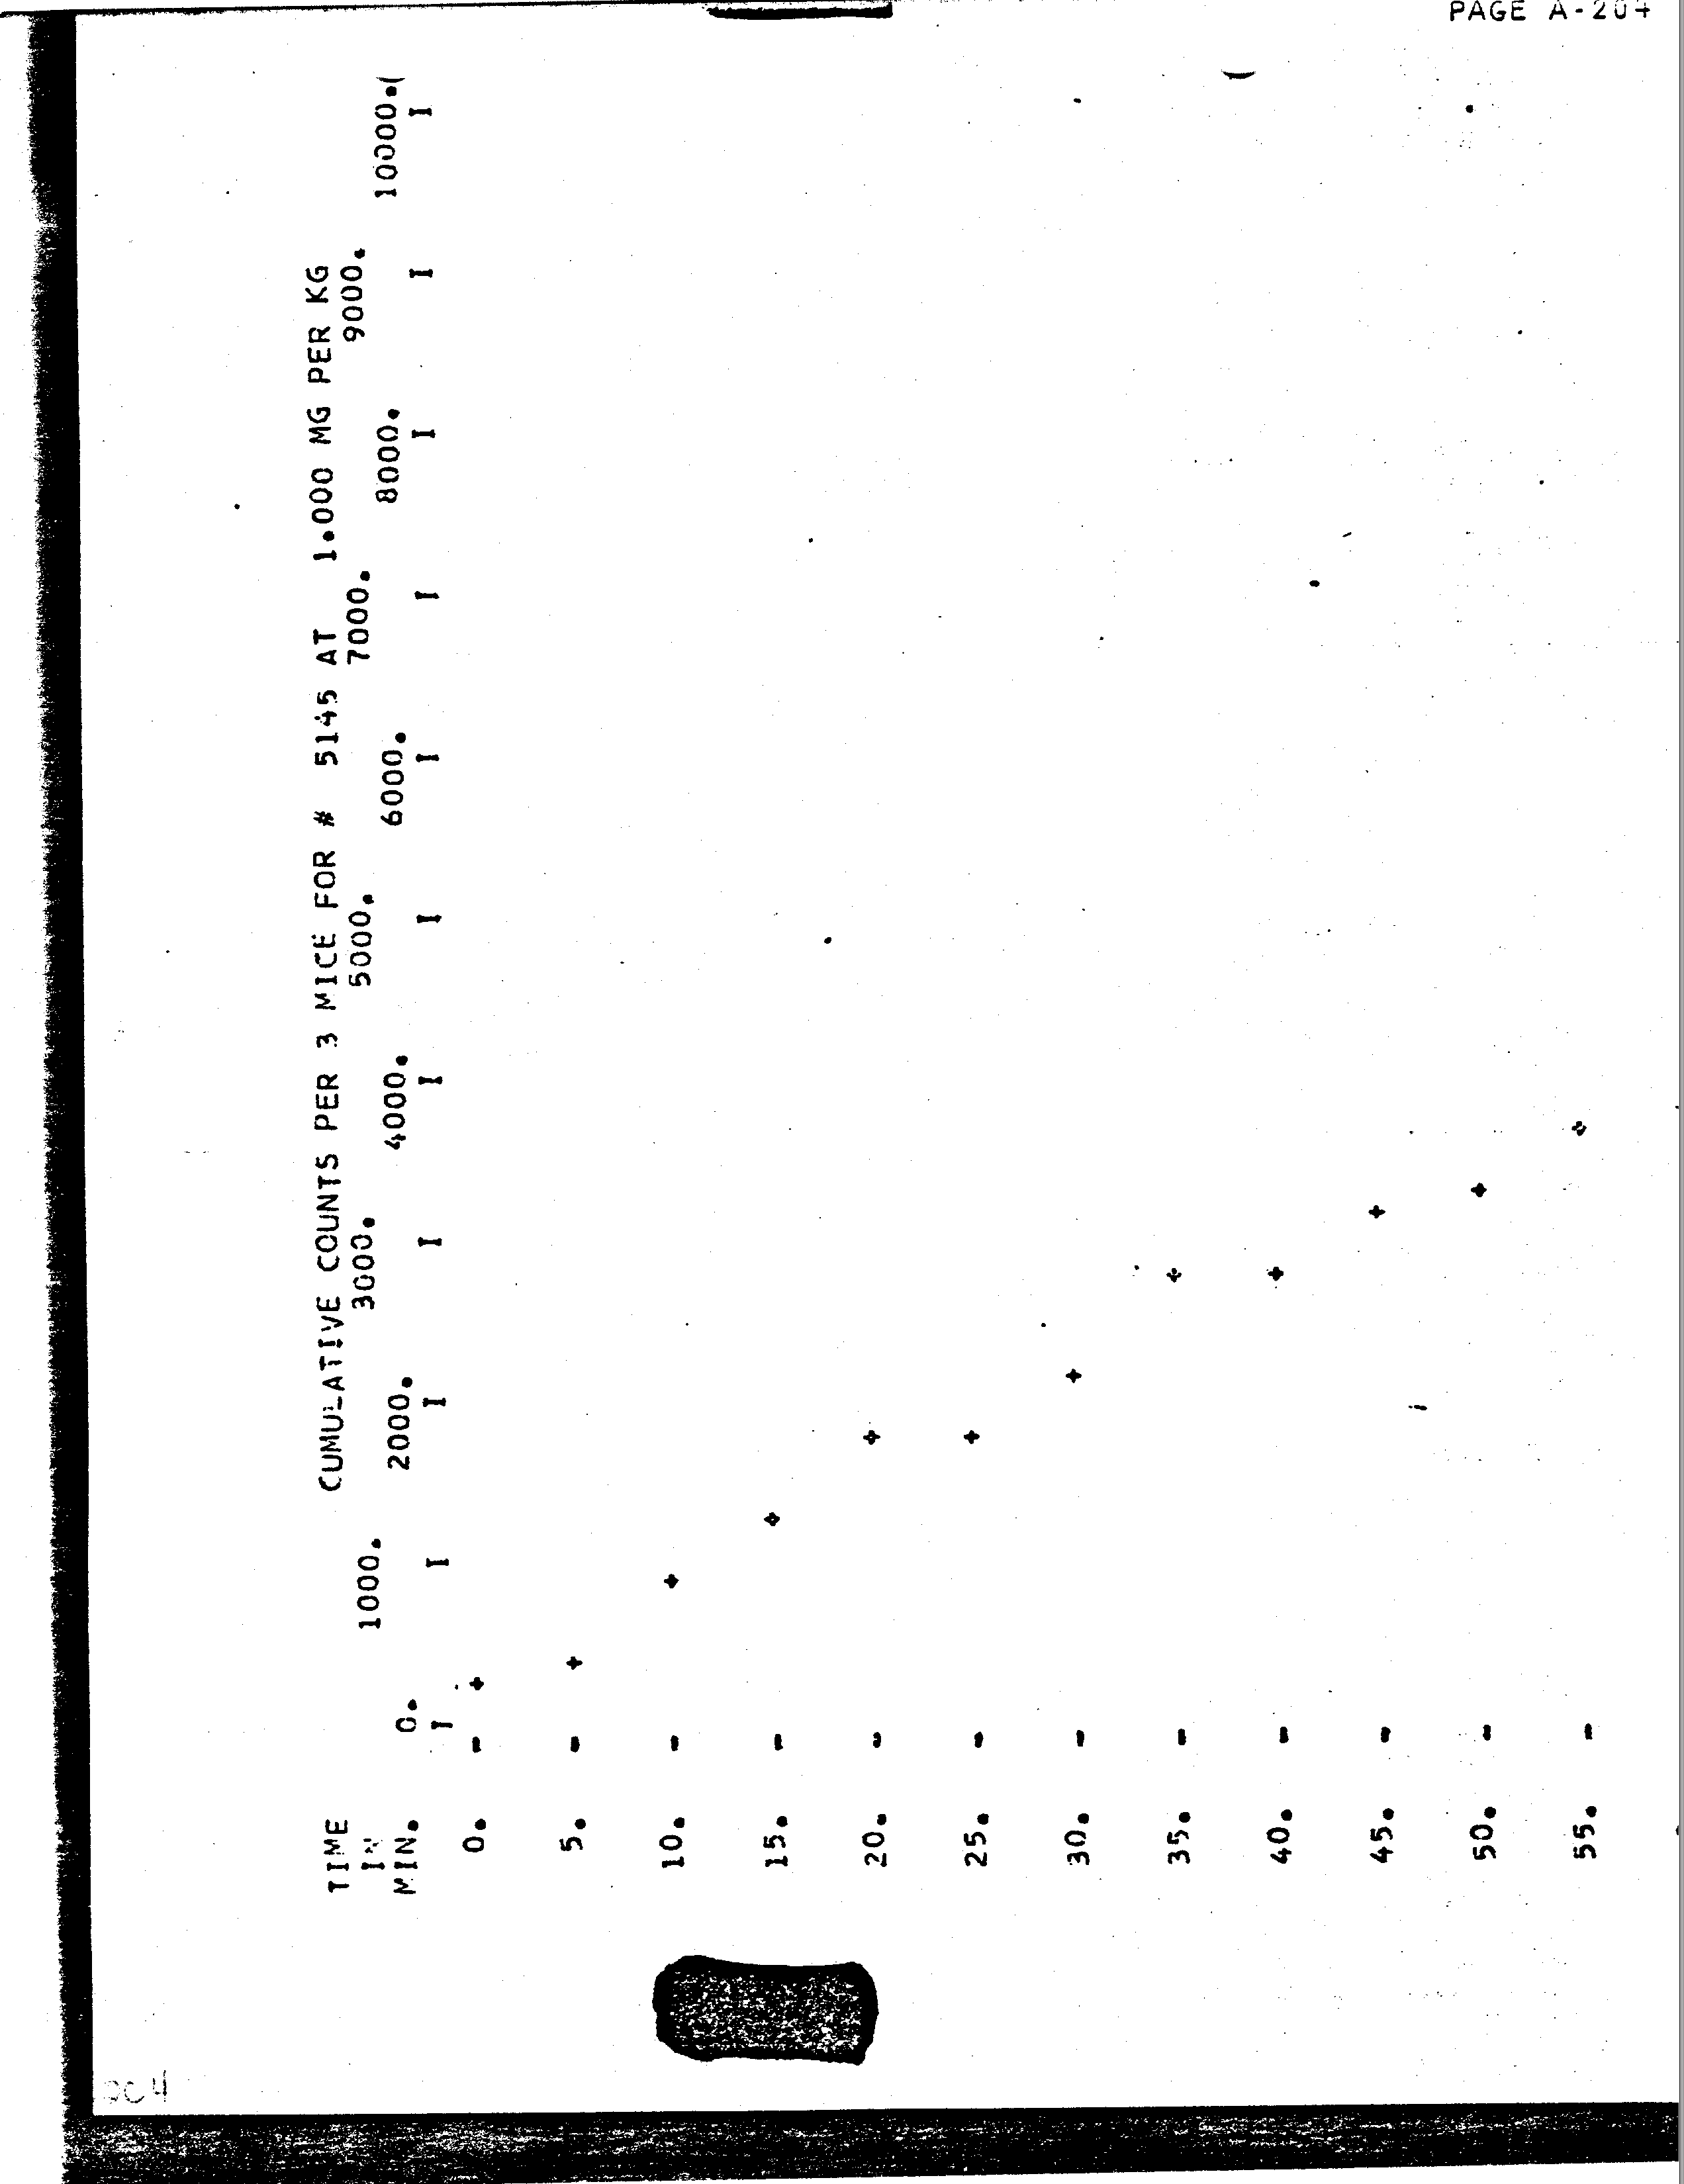 PAGE A-204
CUMULATIVE COUNTS PER 3 MICE FOR # 5145 AT 1.000 MG PER KG
TIME
IN
MIN.
1000. 3000. 5000. 7000. 9000.
0. 2000. 4000. 6000. 8000. 10000.
0.
5.
10.
15.
20.
25.
30.
35.
40.
45.
50.
55.